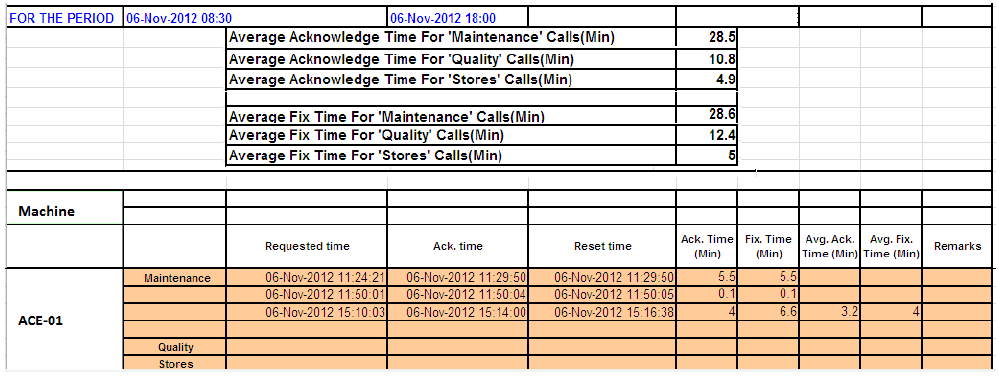 FOR THE PERIOD 06-Nov-2012 08:30 06-Nov-2012 18:00
Average Acknowledge Time For 'Maintenance' Calls(Min) 28.5
Average Acknowledge Time For 'Quality' Calls(Min) 10.8
Average Acknowledge Time For 'Stores' Calls(Min) 4.9
Average Fix Time For 'Maintenance' Calls(Min) 28.6
Average Fix Time For 'Quality' Calls(Min) 12.4
Average Fix Time For 'Stores' Calls(Min) 5
Machine
Requested time Ack. time Reset time Ack. Time (Min) Fix. Time (Min) Avg. Ack. Time (Min) Avg. Fix. Time (Min) Remarks
Maintenance 06-Nov-2012 11:24:21 06-Nov-2012 11:29:50 06-Nov-2012 11:29:50 5.5 5.5
06-Nov-2012 11:50:01 06-Nov-2012 11:50:04 06-Nov-2012 11:50:05 0.1 0.1
ACE-01 06-Nov-2012 15:10:03 06-Nov-2012 15:14:00 06-Nov-2012 15:16:38 4 6.6 3.2 4
Quality
Stores